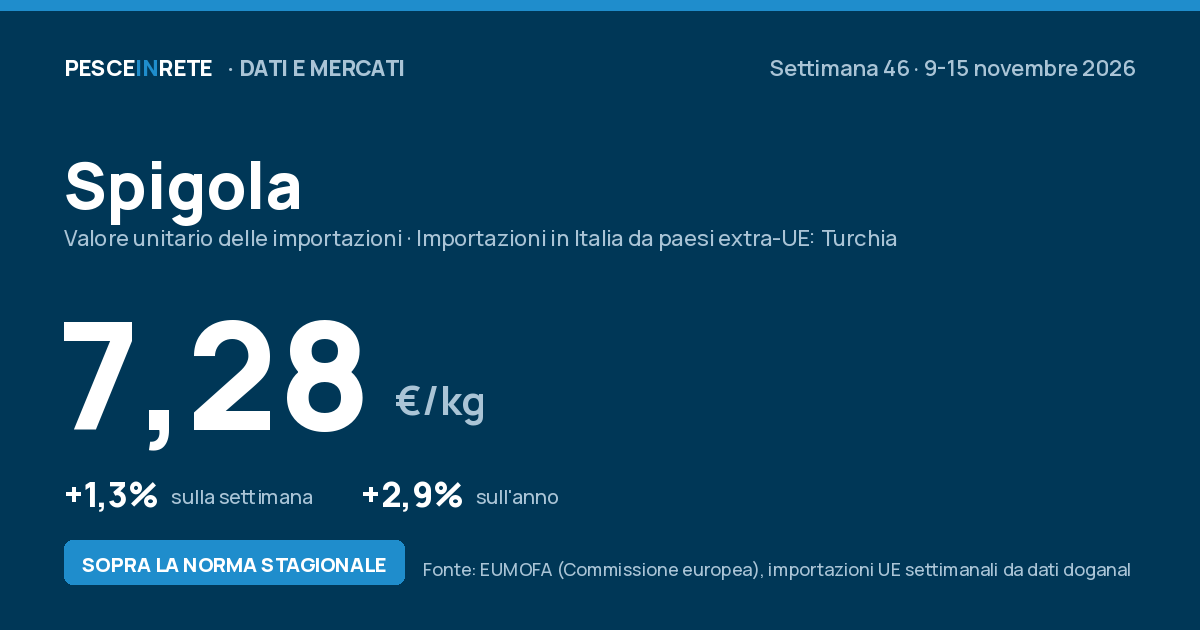 PESCEINRETE · DATI E MERCATI
Settimana 46 · 9-15 novembre 2026
Spigola
Valore unitario delle importazioni · Importazioni in Italia da paesi extra-UE: Turchia
7,28 €/kg
+1,3% sulla settimana +2,9% sull'anno
SOPRA LA NORMA STAGIONALE
Fonte: EUMOFA (Commissione europea), importazioni UE settimanali da dati doganal